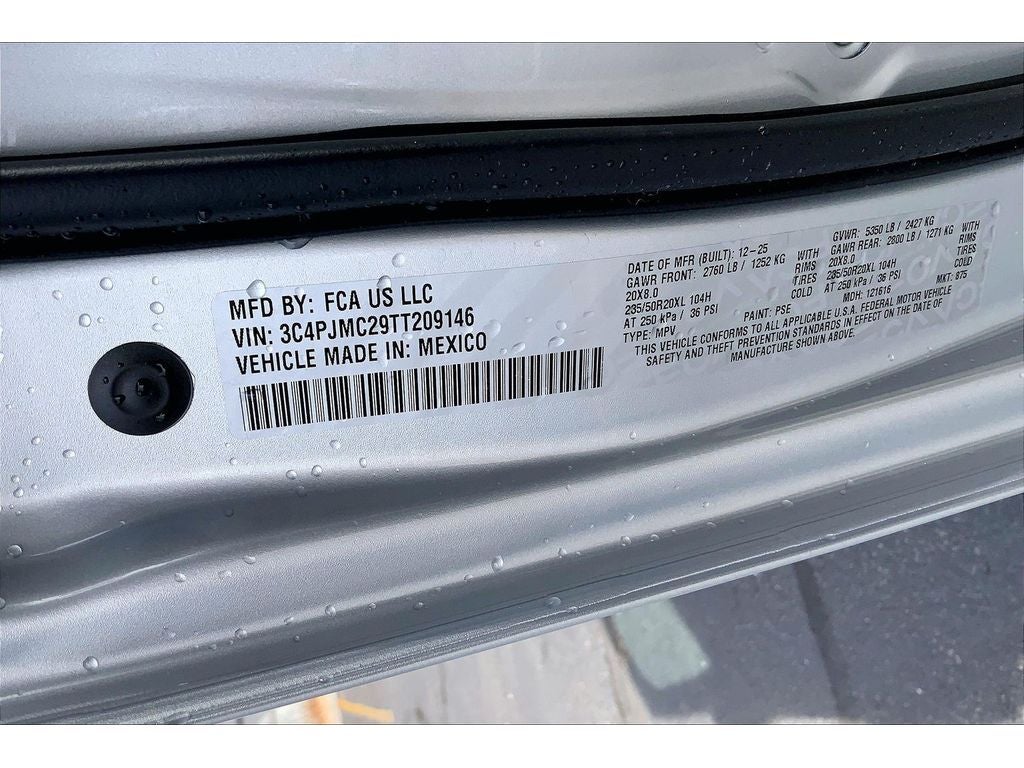 MFD BY: FCA US LLC
VIN: 3C4PJMC29TT209146
VEHICLE MADE IN: MEXICO
DATE OF MFR (BUILT): 12-25 GVWR: 5350 LB / 2427 KG
GAWR FRONT: 2760 LB / 1252 KG WITH GAWR REAR: 2800 LB / 1271 KG WITH
20X8.0 RIMS 20X8.0 RIMS
235/50R20XL 104H TIRES 235/50R20XL 104H TIRES
AT 250 kPa / 36 PSI COLD AT 250 kPa / 36 PSI COLD
TYPE: MPV PAINT: PSE MDH: 121616 MKT: 875
THIS VEHICLE CONFORMS TO ALL APPLICABLE U.S.A. FEDERAL MOTOR VEHICLE
SAFETY AND THEFT PREVENTION STANDARDS IN EFFECT ON THE DATE OF
MANUFACTURE SHOWN ABOVE.